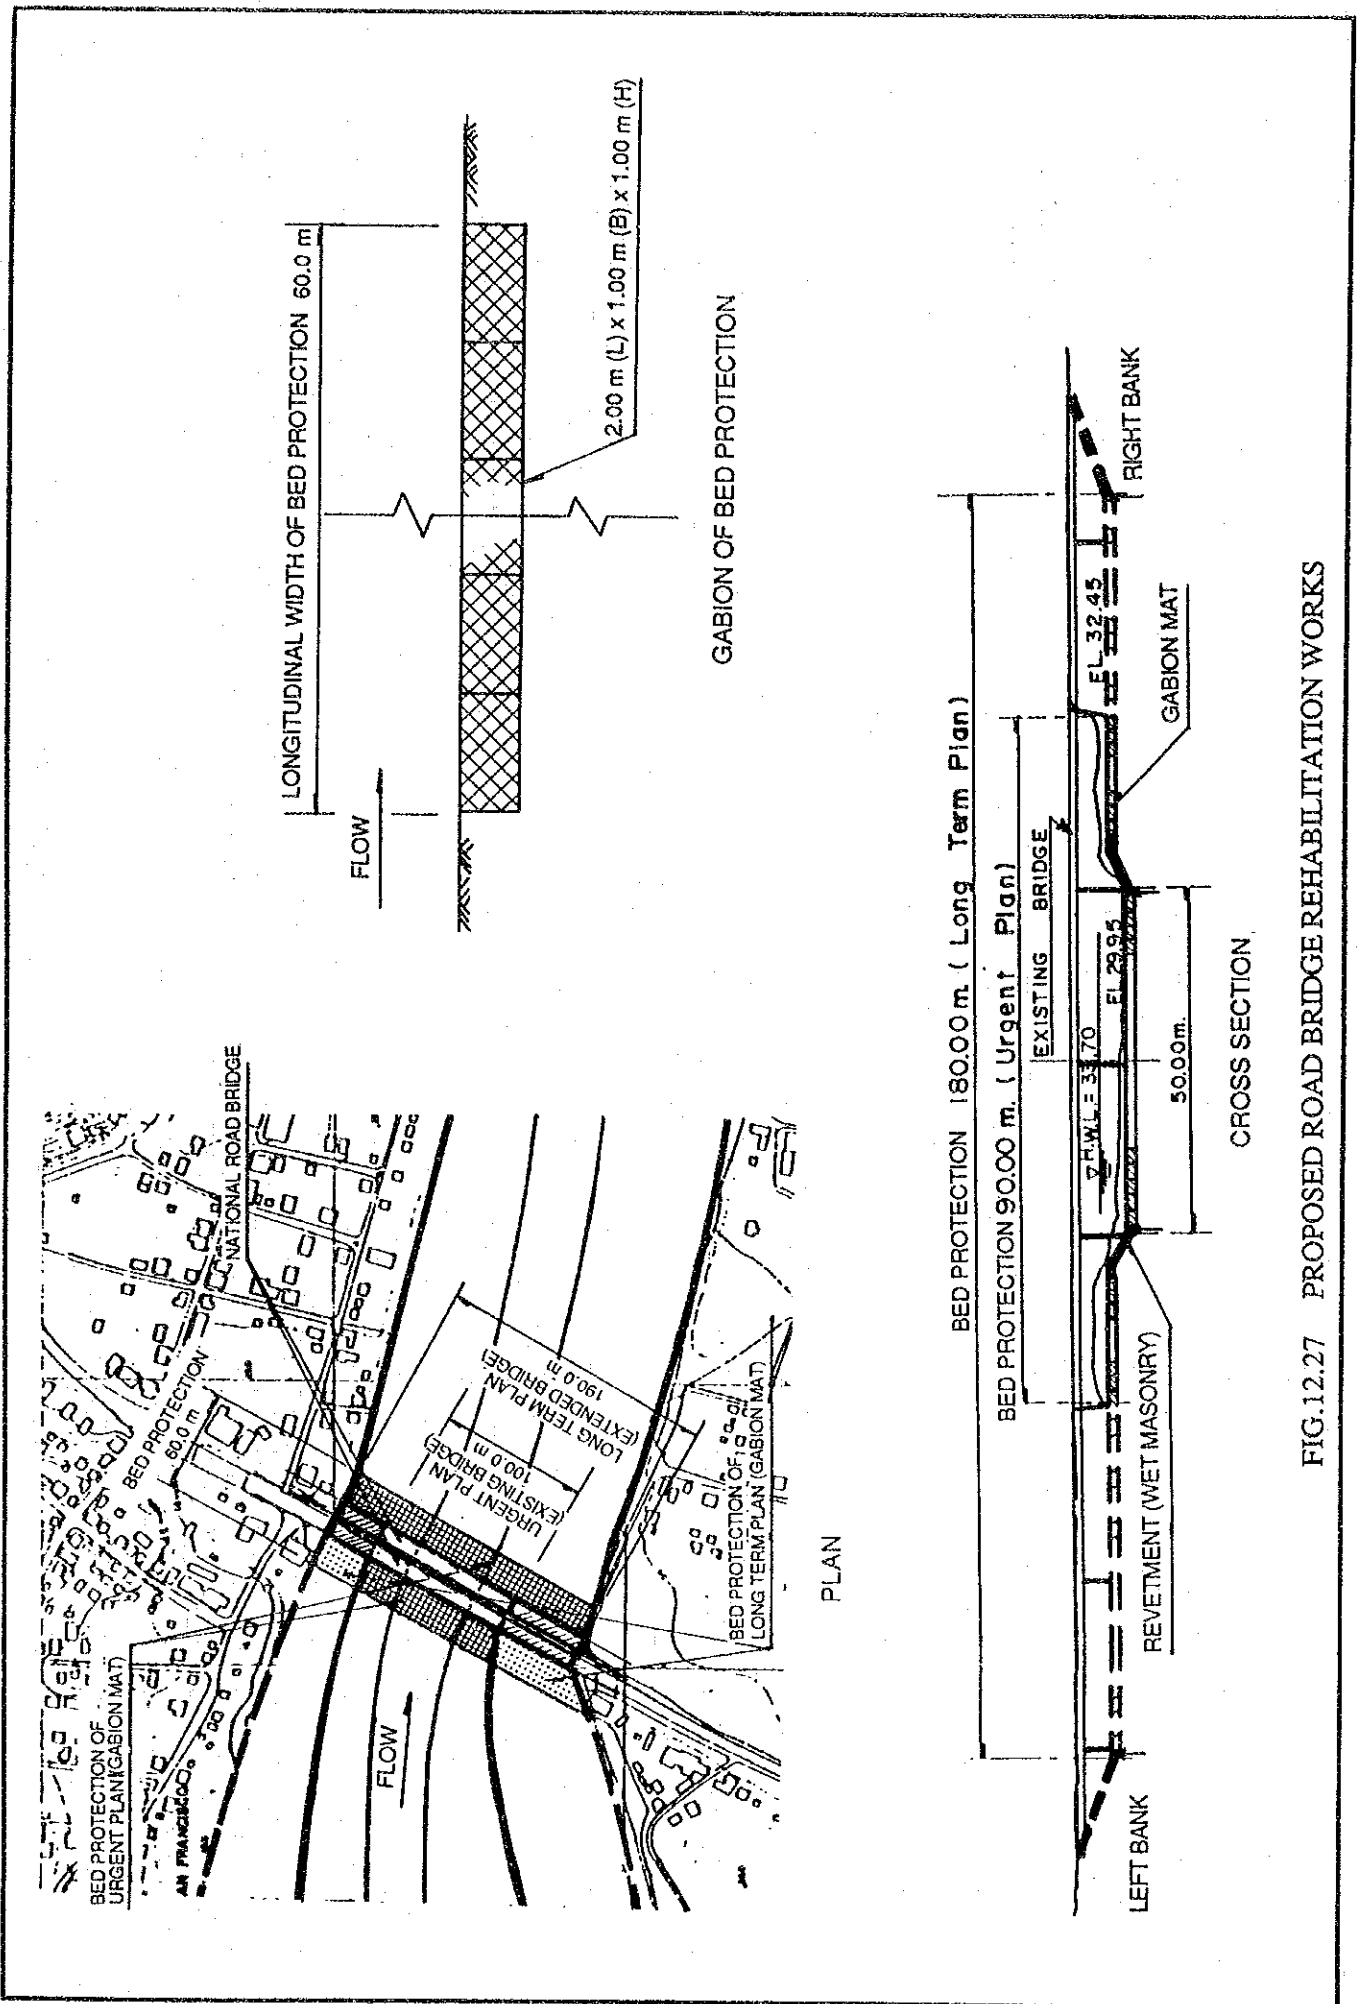 BED PROTECTION OF
URGENT PLAN(GABION MAT)
AN FRANCISCO
BED PROTECTION
60.0 m
NATIONAL ROAD BRIDGE
FLOW
URGENT PLAN
(EXISTING BRIDGE)
100.0 m
LONG TERM PLAN
(EXTENDED BRIDGE)
190.0 m
BED PROTECTION OF
LONG TERM PLAN (GABION MAT)
PLAN
LONGITUDINAL WIDTH OF BED PROTECTION 60.0 m
FLOW
2.00 m (L) x 1.00 m (B) x 1.00 m (H)
GABION OF BED PROTECTION
BED PROTECTION 180.00 m. ( Long Term Plan )
BED PROTECTION 90.00 m. ( Urgent Plan )
EXISTING BRIDGE
H.W.L = 33.70
EL 29.95
EL 32.45
50.00m.
GABION MAT
REVETMENT (WET MASONRY)
LEFT BANK
RIGHT BANK
CROSS SECTION
FIG.12.27 PROPOSED ROAD BRIDGE REHABILITATION WORKS